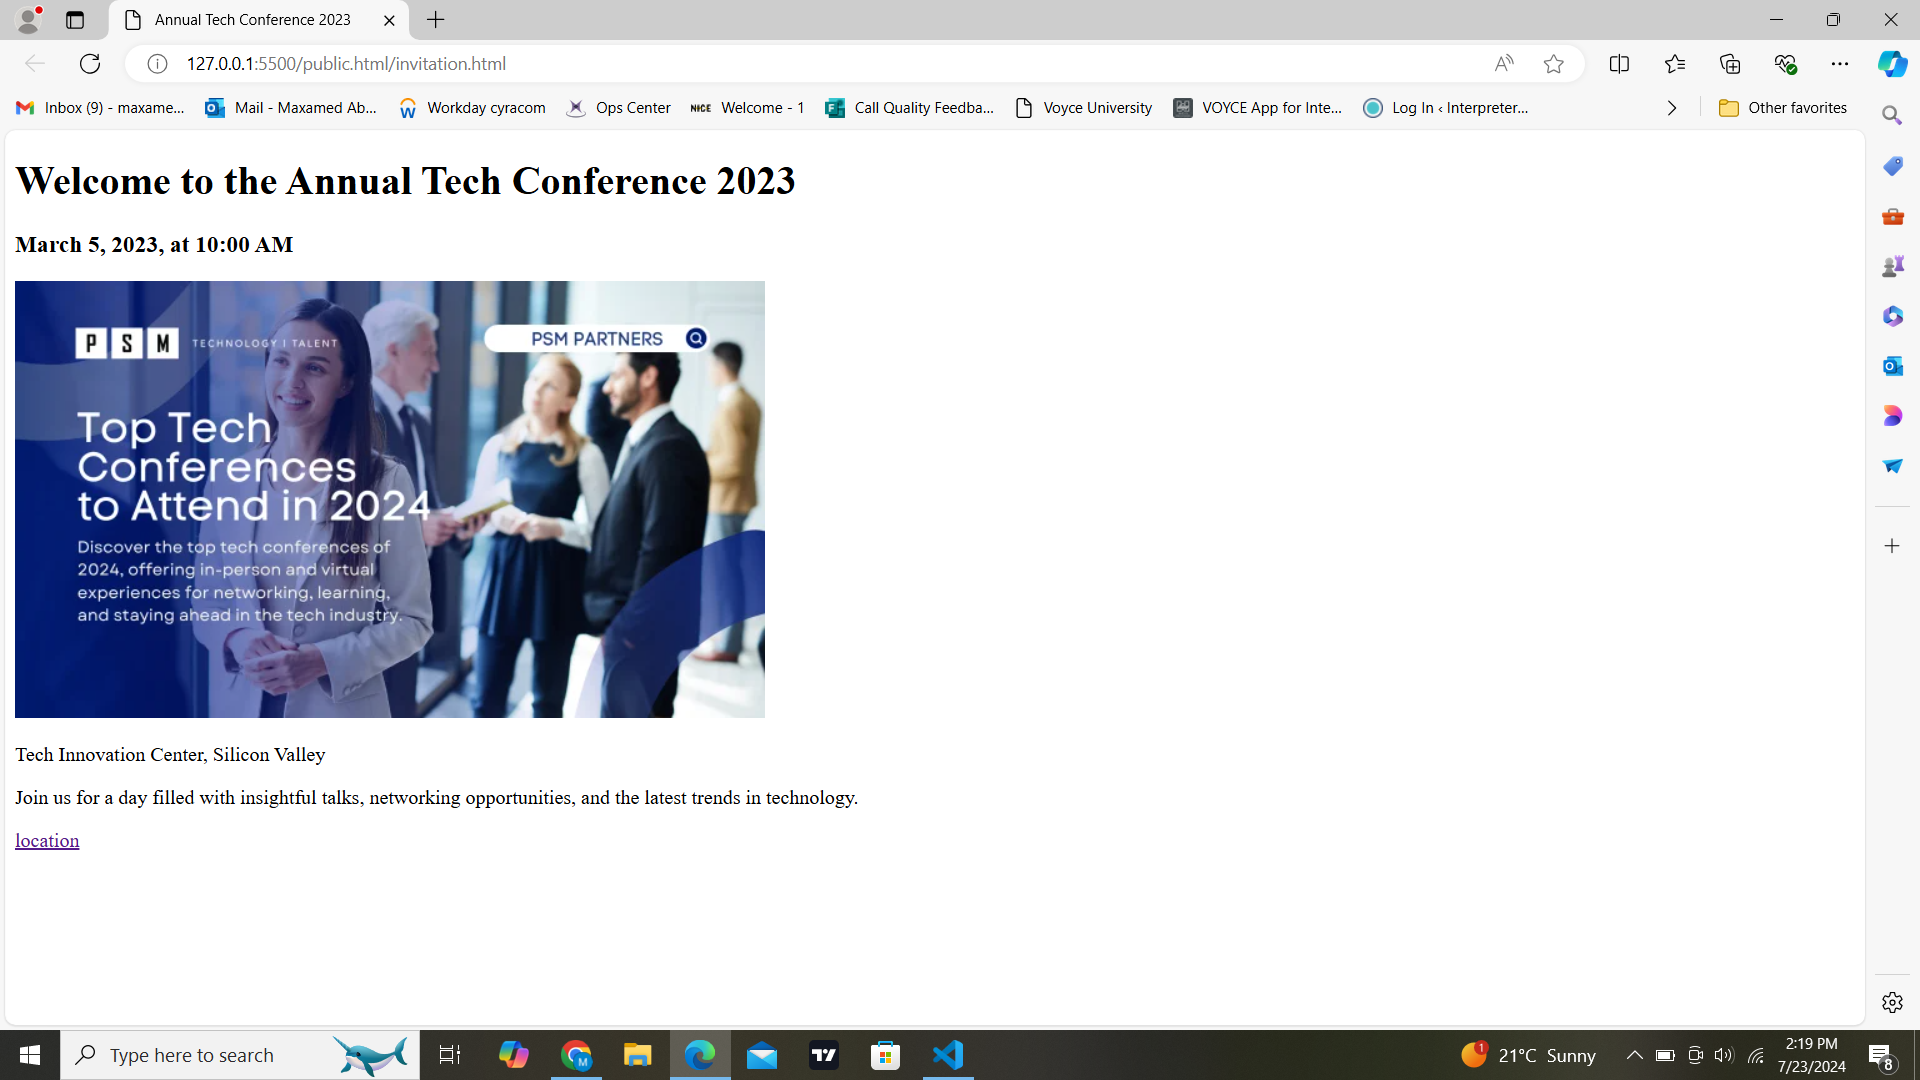 Annual Tech Conference 2023
127.0.0.1:5500/public.html/invitation.html
Inbox (9) - maxame...
Mail - Maxamed Ab...
Workday cyracom
Ops Center
NICE Welcome - 1
Call Quality Feedba...
Voyce University
VOYCE App for Inte...
Log In ‹ Interpreter...
Other favorites
Welcome to the Annual Tech Conference 2023
March 5, 2023, at 10:00 AM
PSM TECHNOLOGY | TALENT
PSM PARTNERS
Top Tech
Conferences
to Attend in 2024
Discover the top tech conferences of
2024, offering in-person and virtual
experiences for networking, learning,
and staying ahead in the tech industry.
Tech Innovation Center, Silicon Valley
Join us for a day filled with insightful talks, networking opportunities, and the latest trends in technology.
location
Type here to search
M
1
21°C Sunny
2:19 PM
7/23/2024
8